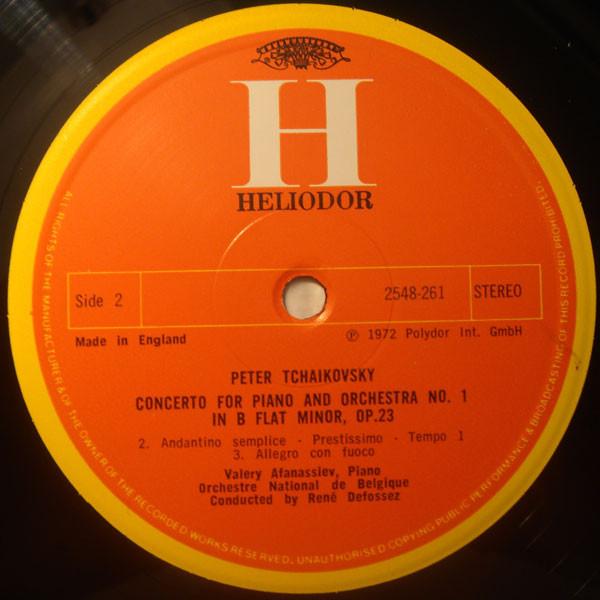 H
HELIODOR
Side 2
2548-261
STEREO
Made in England
℗ 1972 Polydor Int. GmbH
PETER TCHAIKOVSKY
CONCERTO FOR PIANO AND ORCHESTRA NO. 1
IN B FLAT MINOR, OP.23
2. Andantino semplice - Prestissimo - Tempo 1
3. Allegro con fuoco
Valery Afanassiev, Piano
Orchestre National de Belgique
Conducted by René Defossez
ALL RIGHTS OF THE MANUFACTURER & OF THE OWNER OF THE RECORDED WORKS RESERVED. UNAUTHORISED COPYING PUBLIC PERFORMANCE & BROADCASTING OF THIS RECORD PROHIBITED.